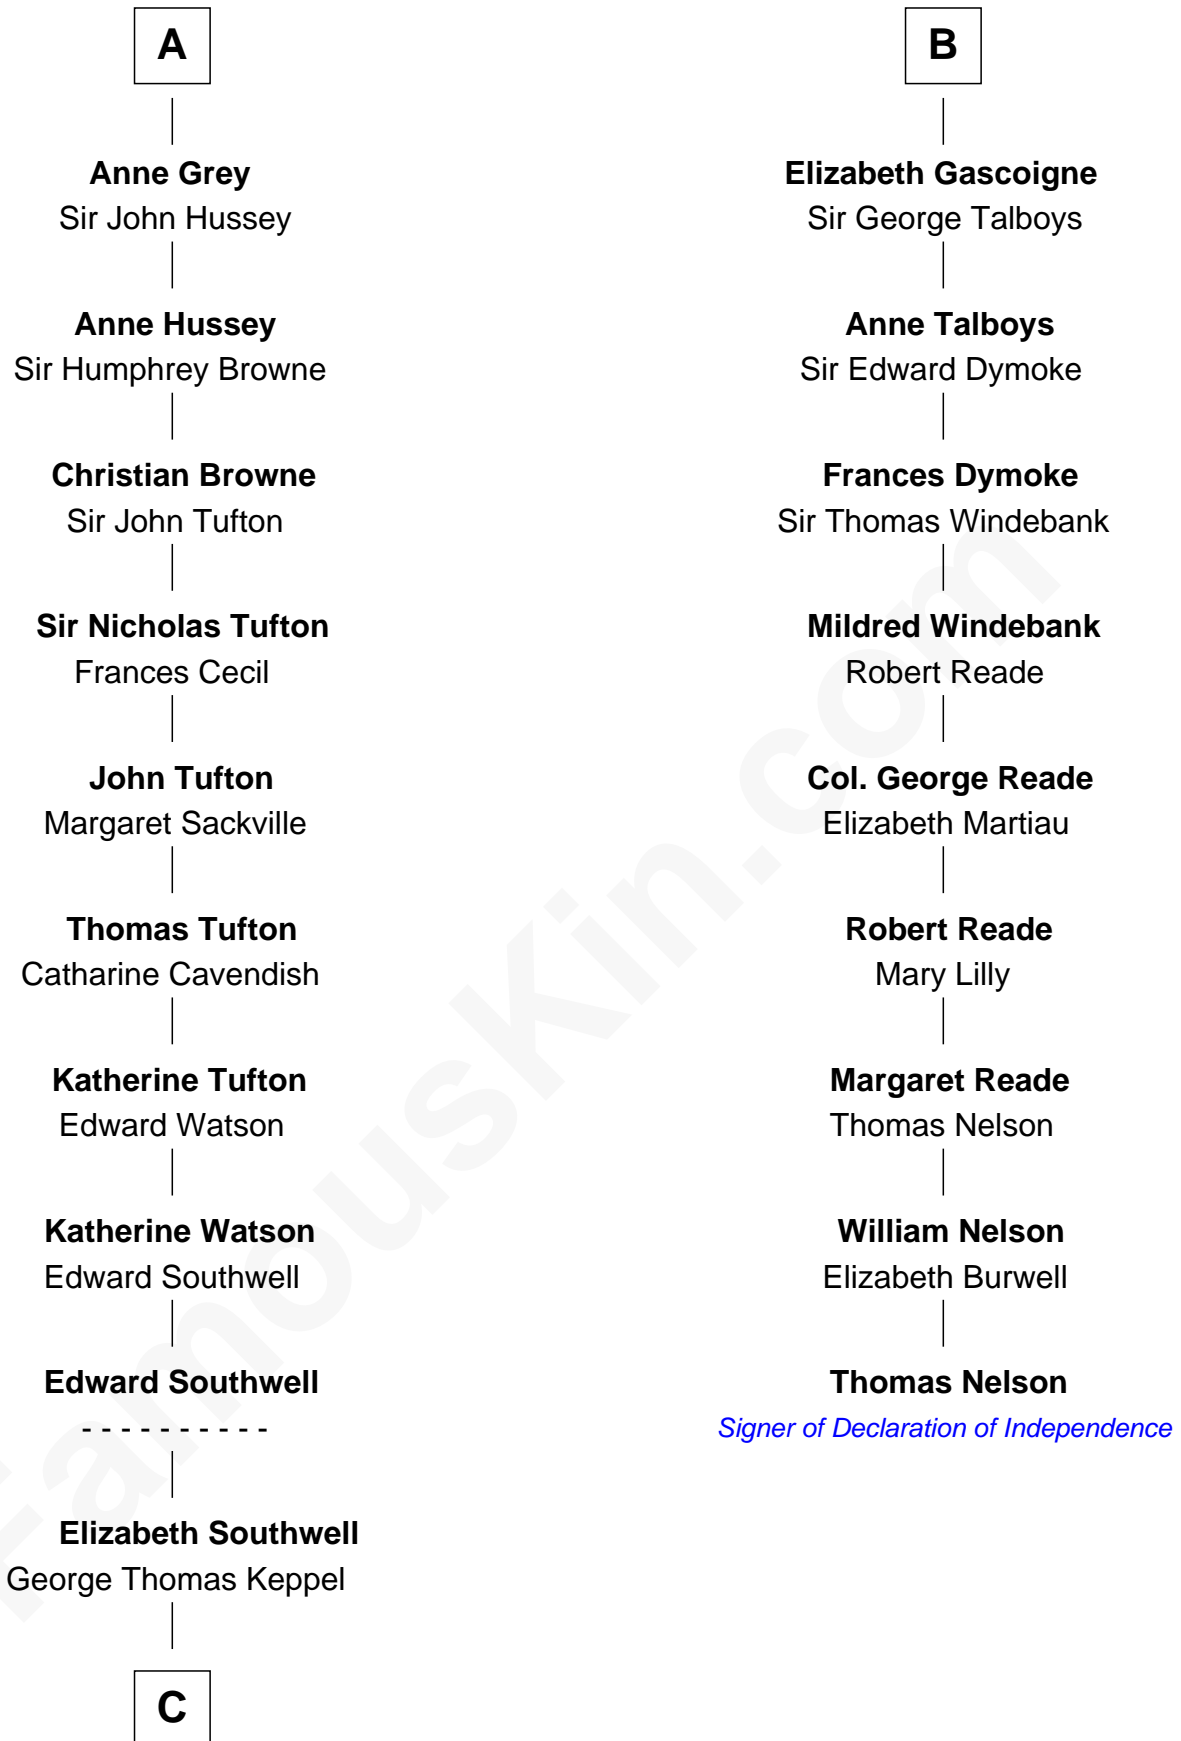 A
Anne Grey
Sir John Hussey
Anne Hussey
Sir Humphrey Browne
Christian Browne
Sir John Tufton
Sir Nicholas Tufton
Frances Cecil
John Tufton
Margaret Sackville
Thomas Tufton
Catharine Cavendish
Katherine Tufton
Edward Watson
Katherine Watson
Edward Southwell
Edward Southwell
- - - - - - - - - -
Elizabeth Southwell
George Thomas Keppel
C
B
Elizabeth Gascoigne
Sir George Talboys
Anne Talboys
Sir Edward Dymoke
Frances Dymoke
Sir Thomas Windebank
Mildred Windebank
Robert Reade
Col. George Reade
Elizabeth Martiau
Robert Reade
Mary Lilly
Margaret Reade
Thomas Nelson
William Nelson
Elizabeth Burwell
Thomas Nelson
Signer of Declaration of Independence
FamousKin.com